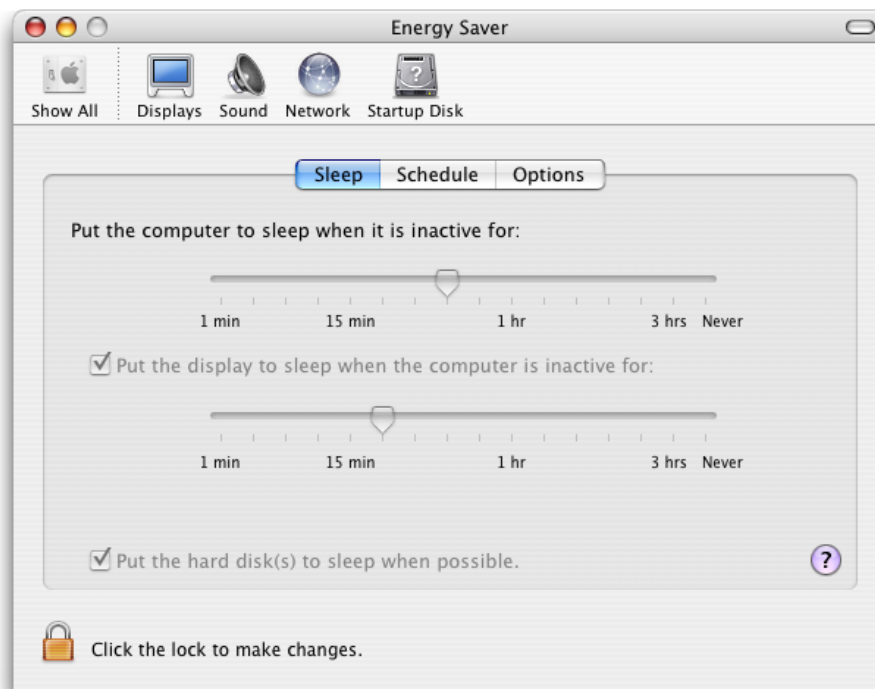 Energy Saver
Show All Displays Sound Network Startup Disk
Sleep Schedule Options
Put the computer to sleep when it is inactive for:
1 min 15 min 1 hr 3 hrs Never
Put the display to sleep when the computer is inactive for:
1 min 15 min 1 hr 3 hrs Never
Put the hard disk(s) to sleep when possible. ?
Click the lock to make changes.